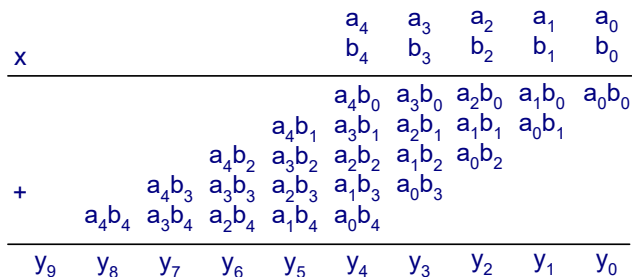 a₄ a₃ a₂ a₁ a₀
x b₄ b₃ b₂ b₁ b₀
a₄b₀ a₃b₀ a₂b₀ a₁b₀ a₀b₀
a₄b₁ a₃b₁ a₂b₁ a₁b₁ a₀b₁
a₄b₂ a₃b₂ a₂b₂ a₁b₂ a₀b₂
+ a₄b₃ a₃b₃ a₂b₃ a₁b₃ a₀b₃
a₄b₄ a₃b₄ a₂b₄ a₁b₄ a₀b₄
y₉ y₈ y₇ y₆ y₅ y₄ y₃ y₂ y₁ y₀